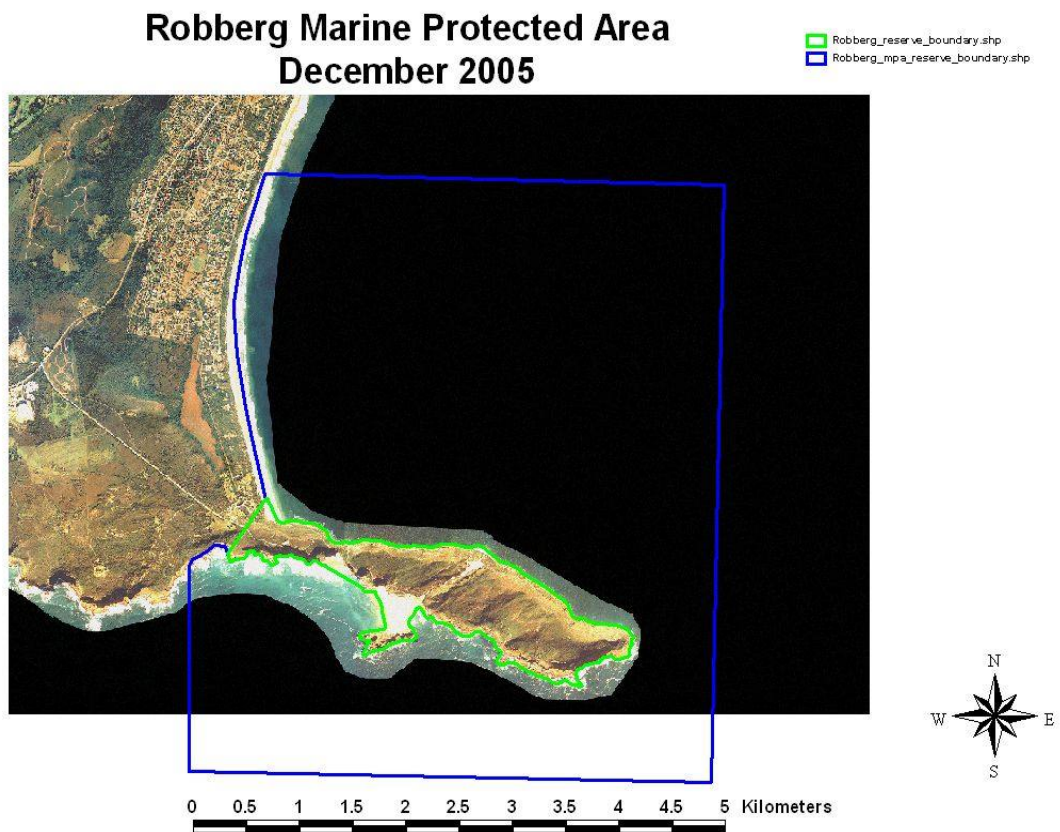 Robberg Marine Protected Area
December 2005
Robberg_reserve_boundary.shp
Robberg_mpa_reserve_boundary.shp
N
W E
S
0 0.5 1 1.5 2 2.5 3 3.5 4 4.5 5 Kilometers